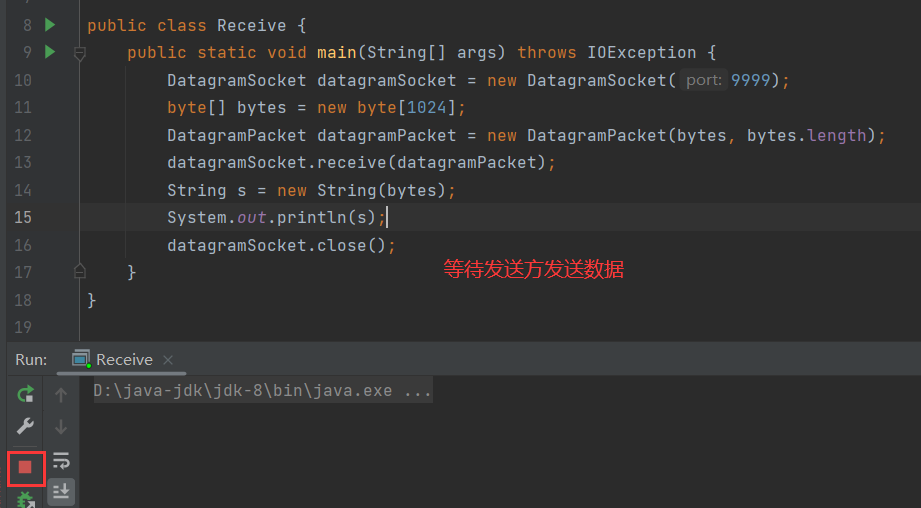 8 public class Receive {
9 public static void main(String[] args) throws IOException {
10 DatagramSocket datagramSocket = new DatagramSocket( port: 9999);
11 byte[] bytes = new byte[1024];
12 DatagramPacket datagramPacket = new DatagramPacket(bytes, bytes.length);
13 datagramSocket.receive(datagramPacket);
14 String s = new String(bytes);
15 System.out.println(s);
16 datagramSocket.close();
17 } 等待发送方发送数据
18 }
19
Run: Receive
D:\java-jdk\jdk-8\bin\java.exe ...